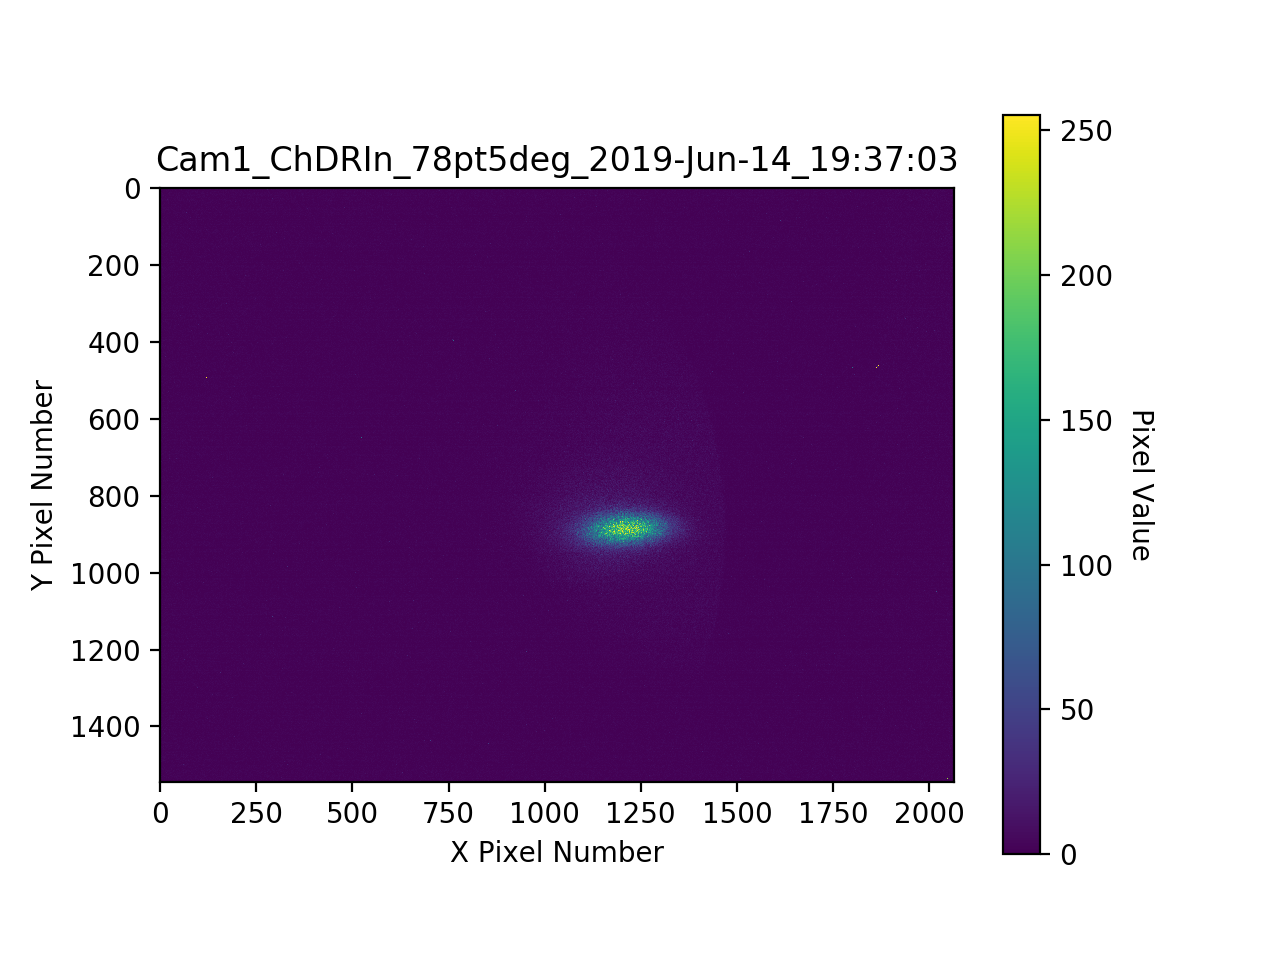 Cam1_ChDRIn_78pt5deg_2019-Jun-14_19:37:03
0
200
400
600
800
1000
1200
1400
Y Pixel Number
0 250 500 750 1000 1250 1500 1750 2000
X Pixel Number
250
200
150
100
50
0
Pixel Value